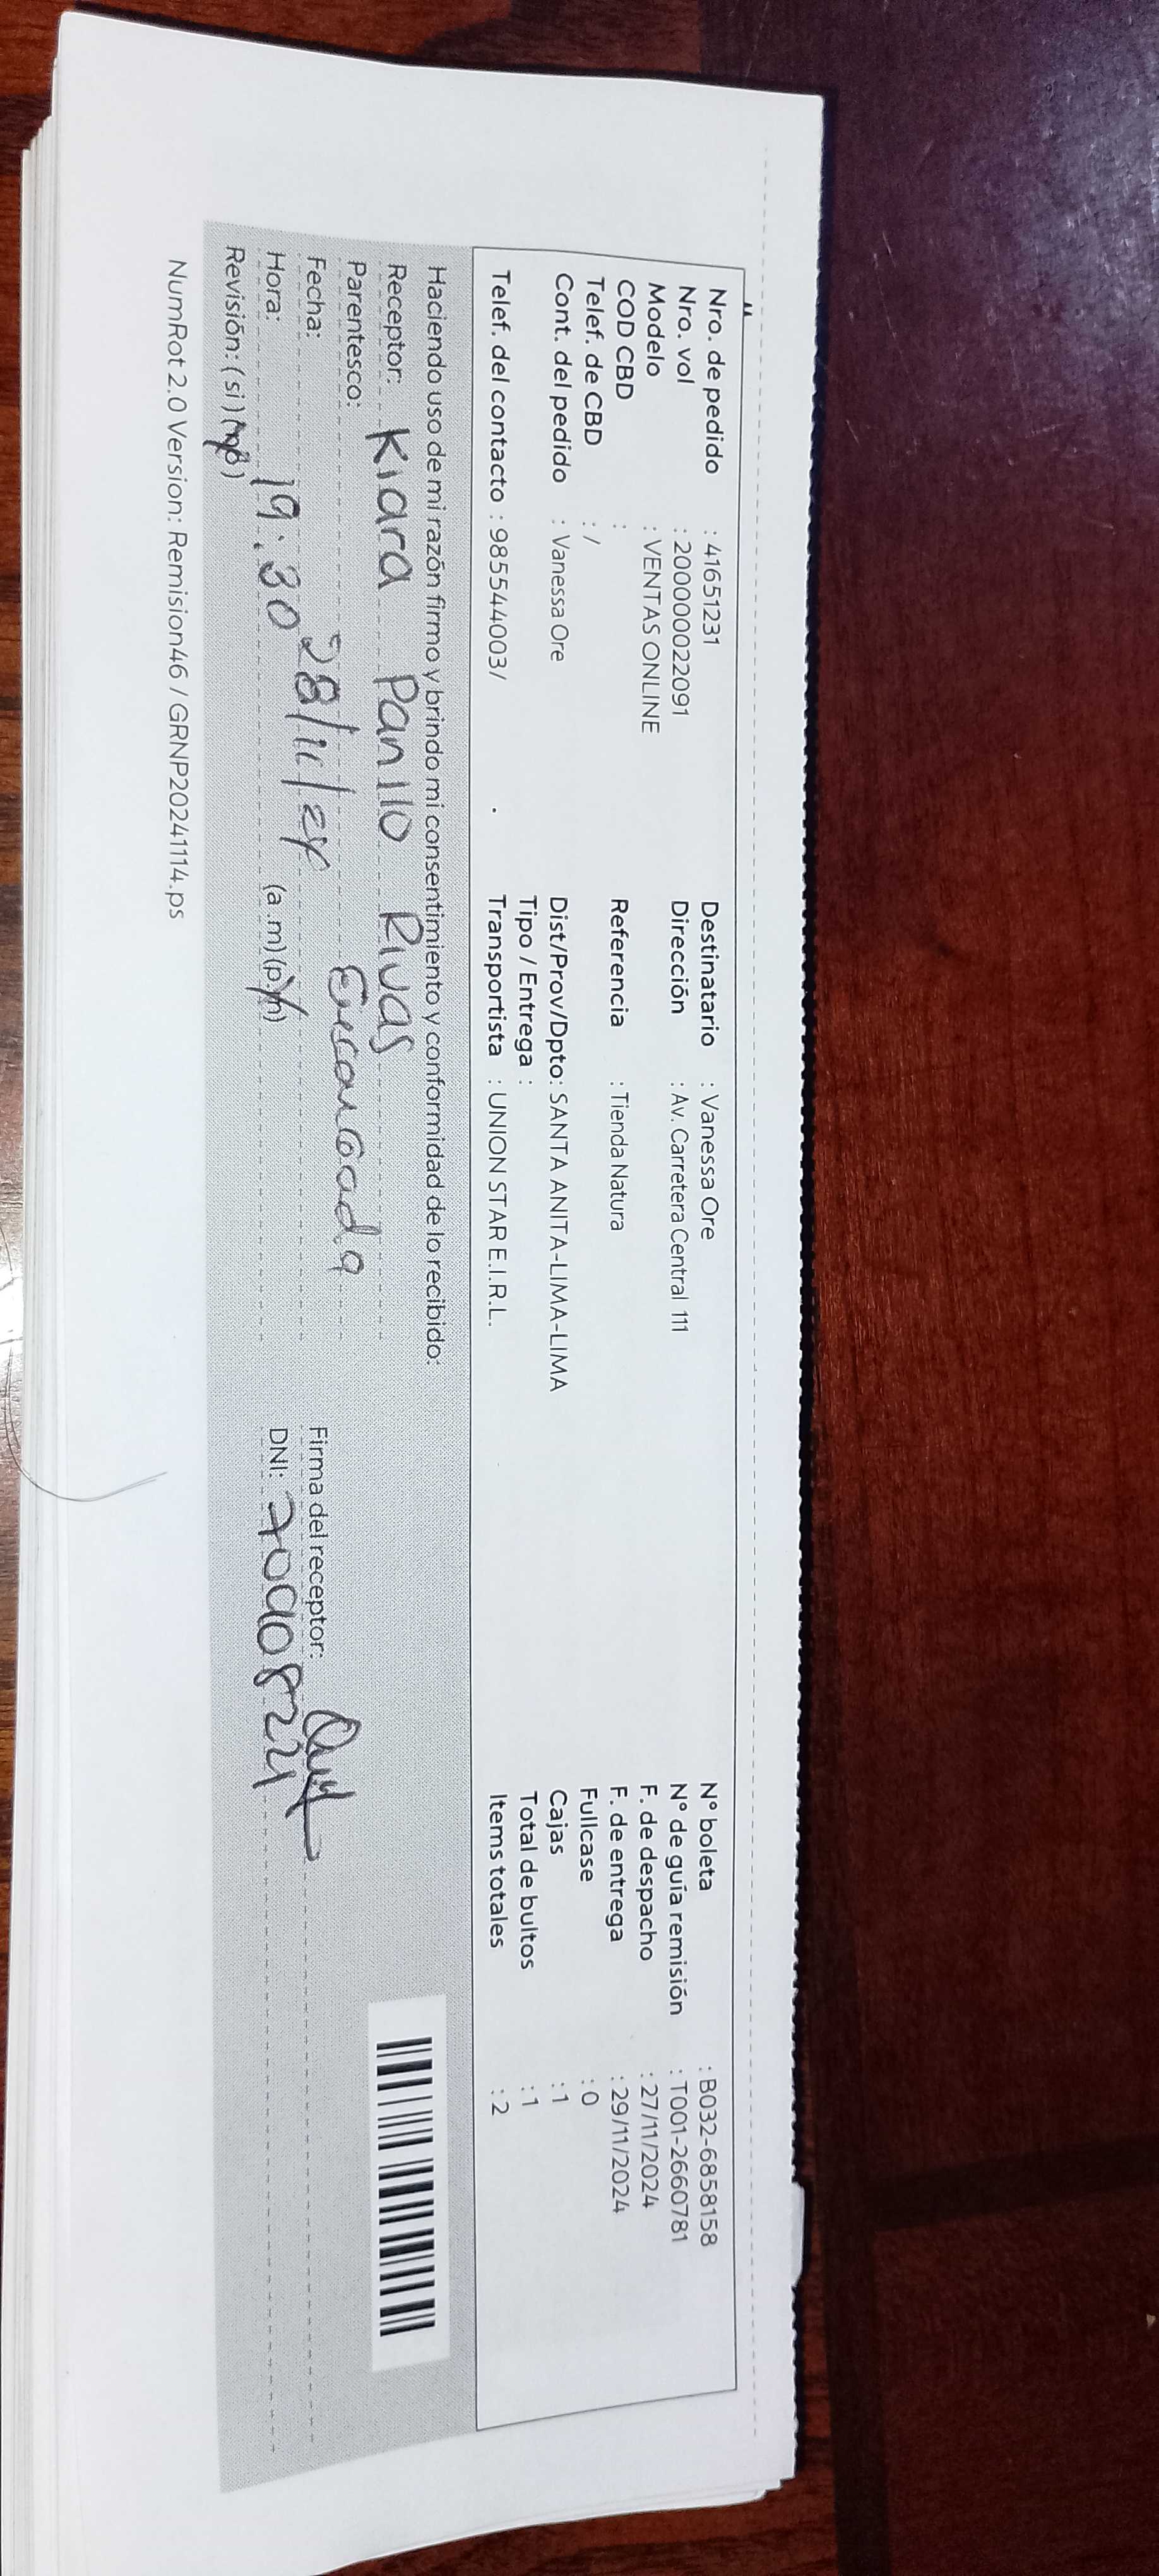 Nro. de pedido : 41651231
Nro. vol : 20000022091
Modelo : VENTAS ONLINE
COD CBD :
Telef. de CBD : /
Cont. del pedido : Vanessa Ore
Telef. del contacto : 985544003/
Destinatario : Vanessa Ore
Dirección : Av. Carretera Central 111
Referencia : Tienda Natura
Dist/Prov/Dpto: SANTA ANITA-LIMA-LIMA
Tipo / Entrega :
Transportista : UNION STAR E.I.R.L.
N° boleta : B032-6858158
N° de guía remisión : T001-2660781
F. de despacho : 27/11/2024
F. de entrega : 29/11/2024
Fullcase : 0
Cajas : 1
Total de bultos : 1
Items totales : 2
Haciendo uso de mi razón firmo y brindo mi consentimiento y conformidad de lo recibido:
Receptor: Kiara Panllo Rivas
Parentesco: Encargada
Fecha: 28/11/24
Hora: 19:30 (a.m)(p.m)
Revisión: (si)(no)
Firma del receptor:
DNI: 70908221
NumRot 2.0 Version: Remision46 / GRNP20241114.ps